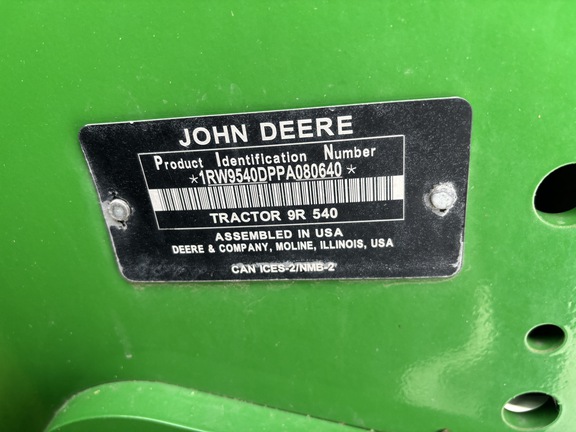 JOHN DEERE
Product Identification Number
*1RW9540DPPA080640*
TRACTOR 9R 540
ASSEMBLED IN USA
DEERE & COMPANY, MOLINE, ILLINOIS, USA
CAN ICES-2/NMB-2